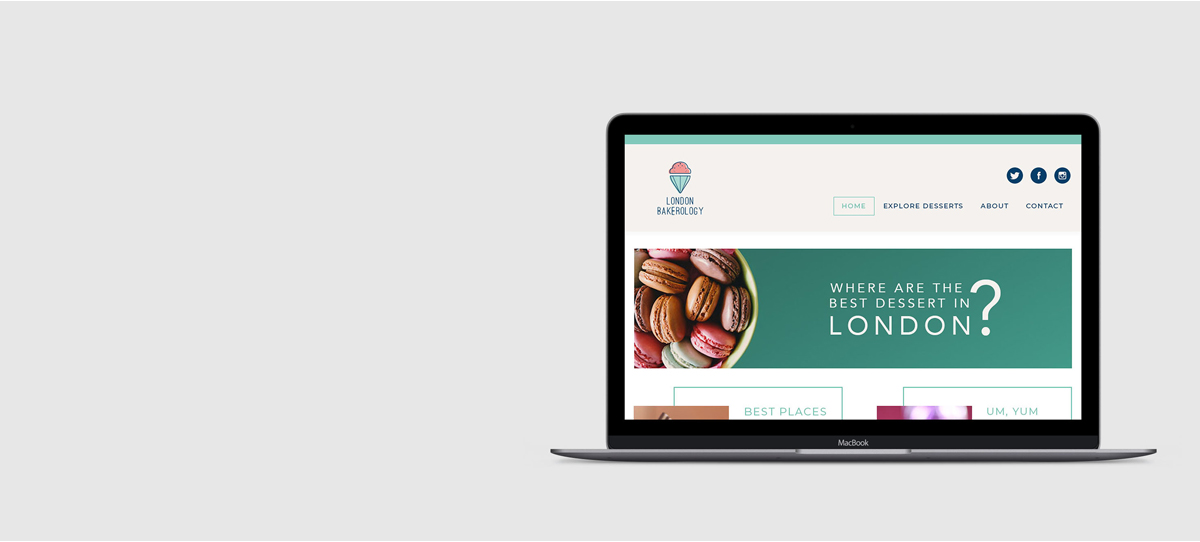 LONDON
BAKEROLOGY
HOME EXPLORE DESSERTS ABOUT CONTACT
WHERE ARE THE
BEST DESSERT IN
LONDON?
BEST PLACES
UM, YUM
MacBook